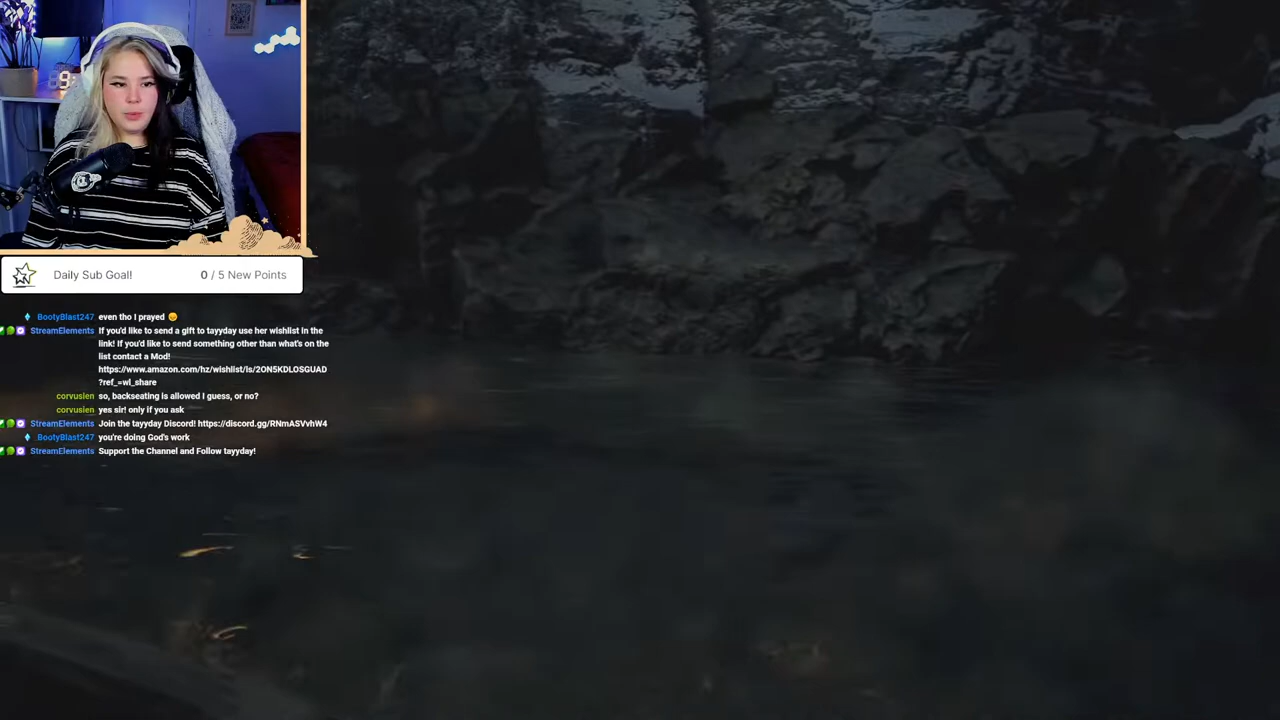 9:
Daily Sub Goal! 0 / 5 New Points
BootyBlast247 even tho I prayed
StreamElements If you'd like to send a gift to tayyday use her wishlist in the
link! If you'd like to send something other than what's on the
list contact a Mod!
https://www.amazon.com/hz/wishlist/ls/2ON5KDLOSGUAD
?ref_=wl_share
corvusien so, backseating is allowed I guess, or no?
corvusien yes sir! only if you ask
StreamElements Join the tayyday Discord! https://discord.gg/RNmASVvhW4
BootyBlast247 you're doing God's work
StreamElements Support the Channel and Follow tayyday!